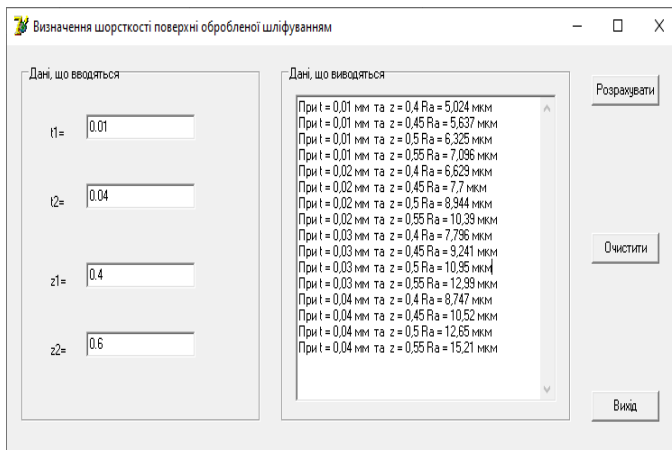 Визначення шорсткості поверхні обробленої шліфуванням
Дані, що вводяться
t1= 0.01
t2= 0.04
z1= 0.4
z2= 0.6
Дані, що виводяться
При t = 0,01 мм та z = 0,4 Ra = 5,024 мкм
При t = 0,01 мм та z = 0,45 Ra = 5,637 мкм
При t = 0,01 мм та z = 0,5 Ra = 6,325 мкм
При t = 0,01 мм та z = 0,55 Ra = 7,096 мкм
При t = 0,02 мм та z = 0,4 Ra = 6,629 мкм
При t = 0,02 мм та z = 0,45 Ra = 7,7 мкм
При t = 0,02 мм та z = 0,5 Ra = 8,944 мкм
При t = 0,02 мм та z = 0,55 Ra = 10,39 мкм
При t = 0,03 мм та z = 0,4 Ra = 7,796 мкм
При t = 0,03 мм та z = 0,45 Ra = 9,241 мкм
При t = 0,03 мм та z = 0,5 Ra = 10,95 мкм
При t = 0,03 мм та z = 0,55 Ra = 12,99 мкм
При t = 0,04 мм та z = 0,4 Ra = 8,747 мкм
При t = 0,04 мм та z = 0,45 Ra = 10,52 мкм
При t = 0,04 мм та z = 0,5 Ra = 12,65 мкм
При t = 0,04 мм та z = 0,55 Ra = 15,21 мкм
Розрахувати
Очистити
Вихід